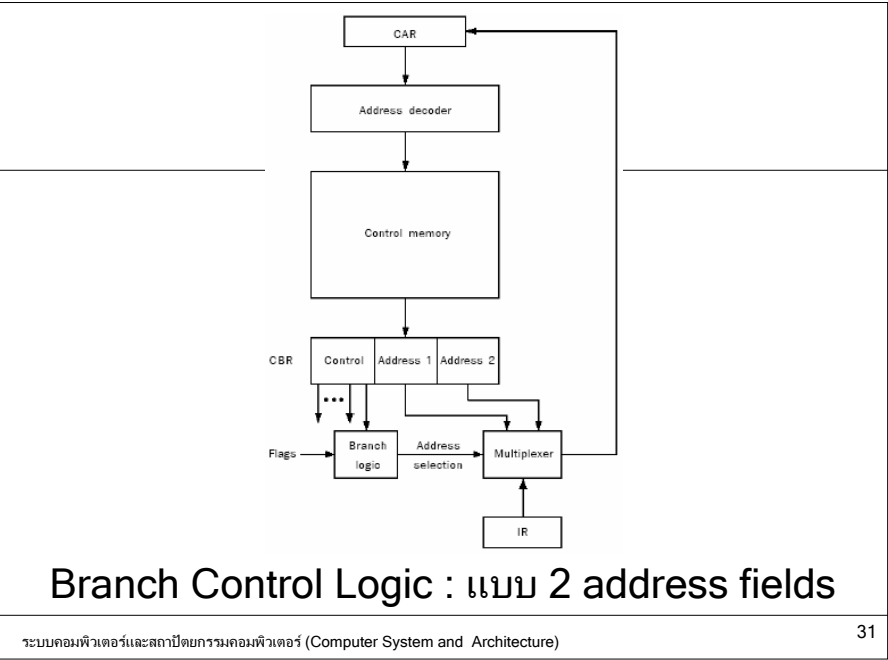 CAR
Address decoder
Control memory
CBR
Control
Address 1
Address 2
Flags
Branch
logic
Address
selection
Multiplexer
IR
Branch Control Logic : แบบ 2 address fields
ระบบคอมพิวเตอร์และสถาปัตยกรรมคอมพิวเตอร์ (Computer System and Architecture)
31